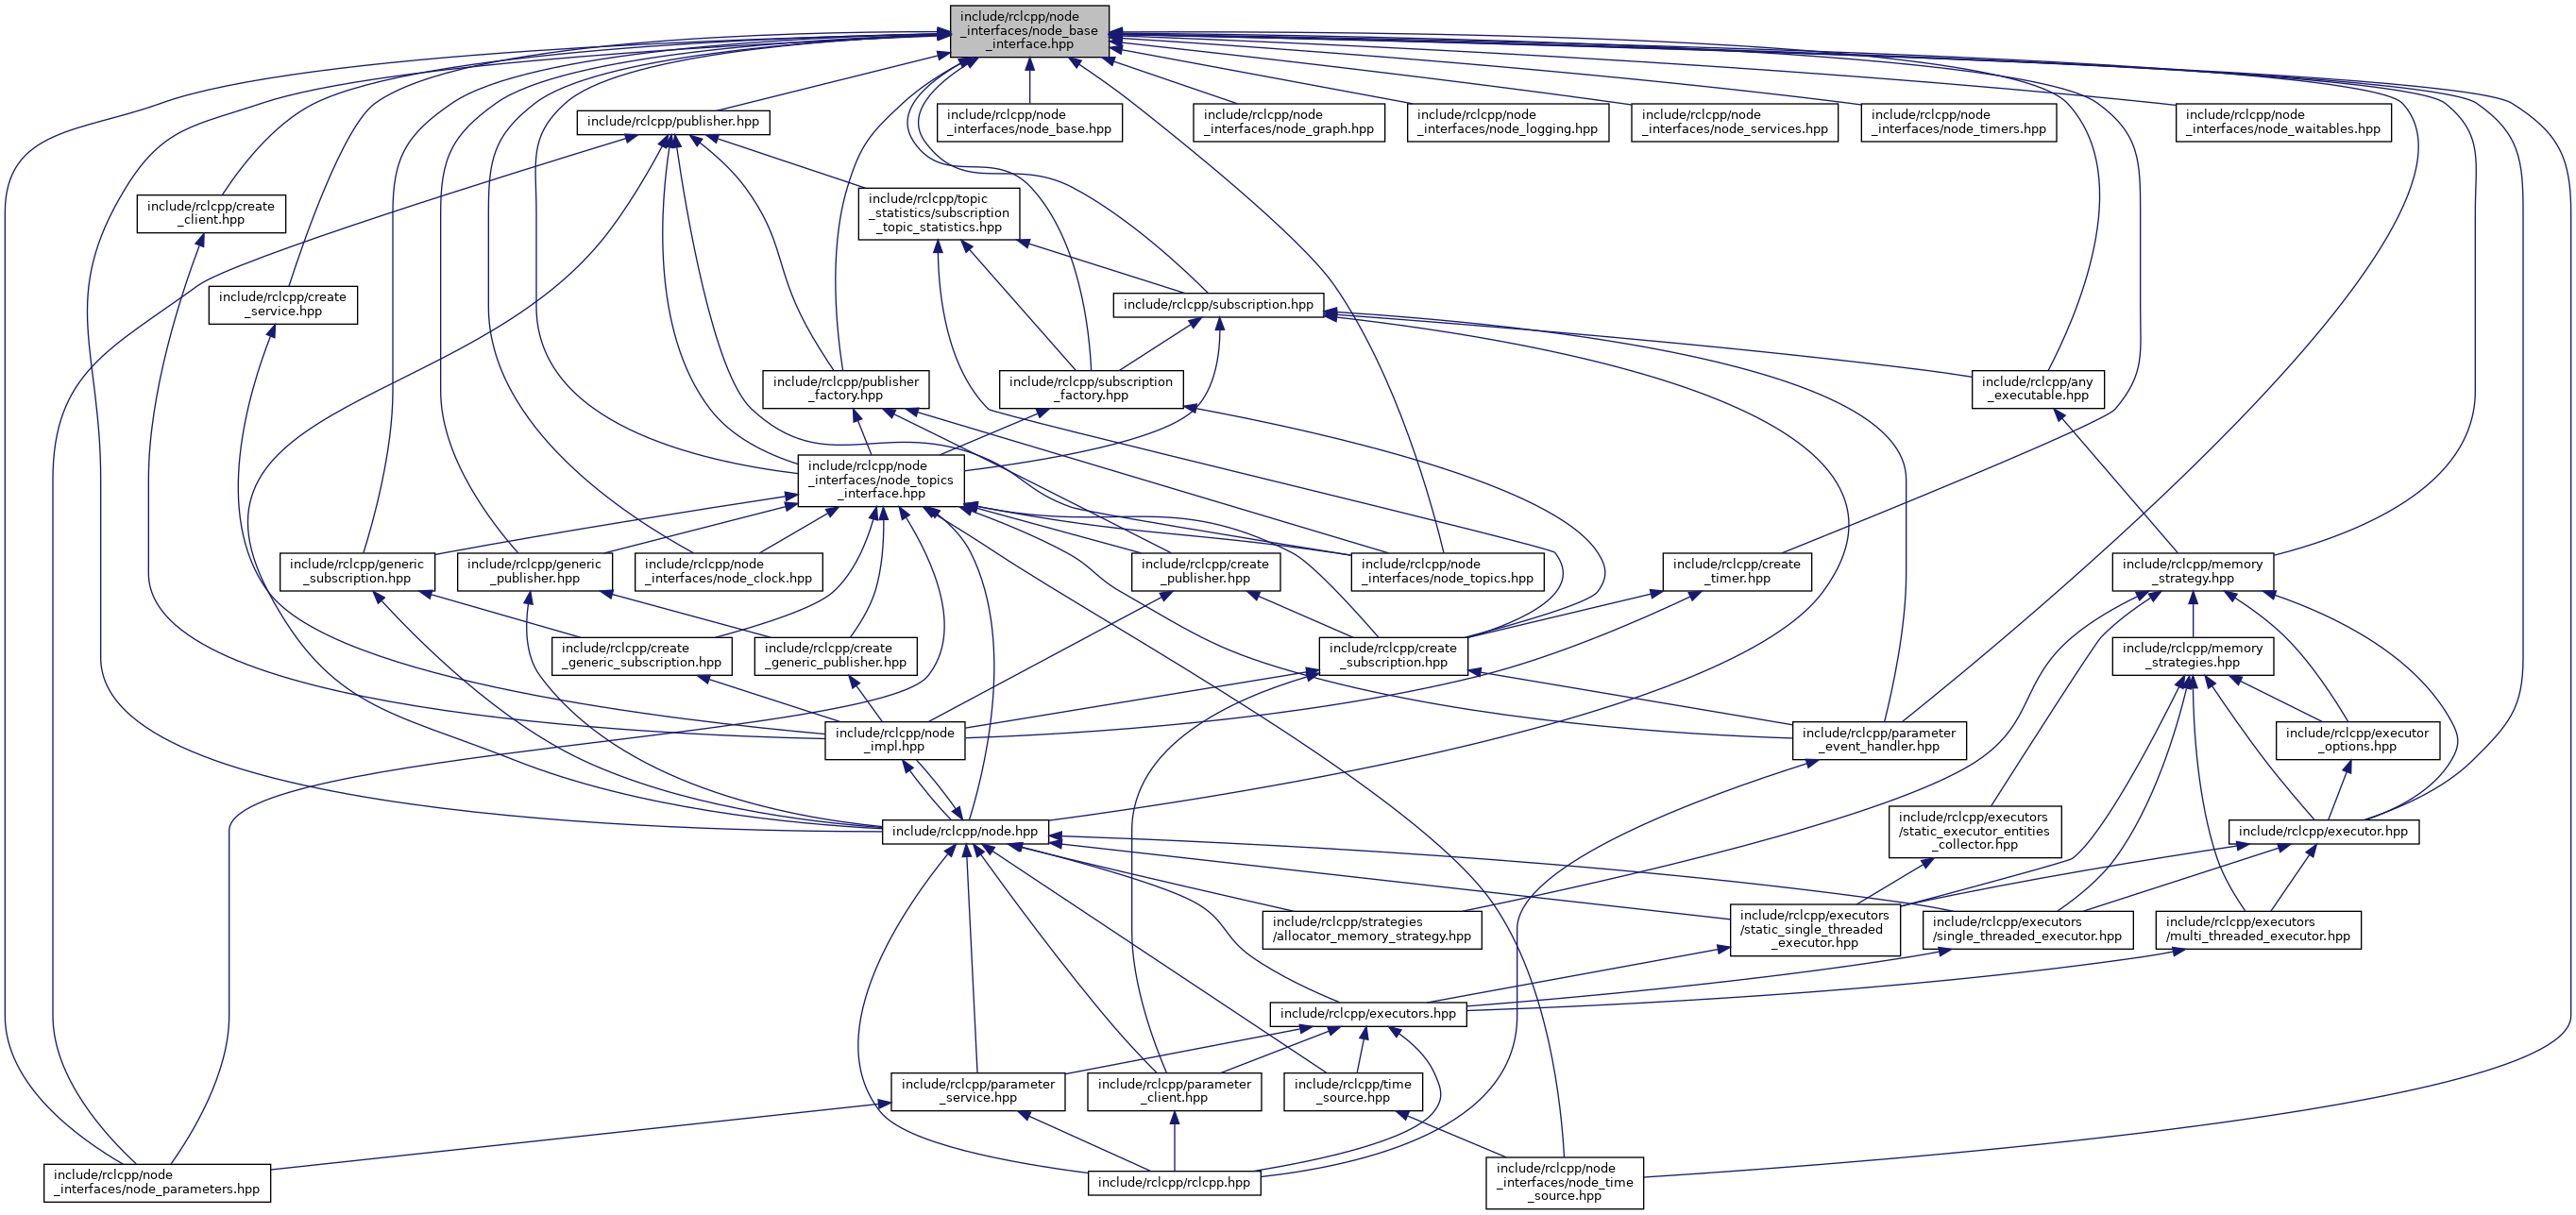 include/rclcpp/node
_interfaces/node_base
_interface.hpp
include/rclcpp/publisher.hpp
include/rclcpp/node
_interfaces/node_base.hpp
include/rclcpp/node
_interfaces/node_graph.hpp
include/rclcpp/node
_interfaces/node_logging.hpp
include/rclcpp/node
_interfaces/node_services.hpp
include/rclcpp/node
_interfaces/node_timers.hpp
include/rclcpp/node
_interfaces/node_waitables.hpp
include/rclcpp/create
_client.hpp
include/rclcpp/topic
_statistics/subscription
_topic_statistics.hpp
include/rclcpp/create
_service.hpp
include/rclcpp/subscription.hpp
include/rclcpp/publisher
_factory.hpp
include/rclcpp/subscription
_factory.hpp
include/rclcpp/any
_executable.hpp
include/rclcpp/node
_interfaces/node_topics
_interface.hpp
include/rclcpp/generic
_subscription.hpp
include/rclcpp/generic
_publisher.hpp
include/rclcpp/node
_interfaces/node_clock.hpp
include/rclcpp/create
_publisher.hpp
include/rclcpp/node
_interfaces/node_topics.hpp
include/rclcpp/create
_timer.hpp
include/rclcpp/memory
_strategy.hpp
include/rclcpp/create
_generic_subscription.hpp
include/rclcpp/create
_generic_publisher.hpp
include/rclcpp/create
_subscription.hpp
include/rclcpp/memory
_strategies.hpp
include/rclcpp/node
_impl.hpp
include/rclcpp/parameter
_event_handler.hpp
include/rclcpp/executor
_options.hpp
include/rclcpp/node.hpp
include/rclcpp/executors
/static_executor_entities
_collector.hpp
include/rclcpp/executor.hpp
include/rclcpp/strategies
/allocator_memory_strategy.hpp
include/rclcpp/executors
/static_single_threaded
_executor.hpp
include/rclcpp/executors
/single_threaded_executor.hpp
include/rclcpp/executors
/multi_threaded_executor.hpp
include/rclcpp/executors.hpp
include/rclcpp/parameter
_service.hpp
include/rclcpp/parameter
_client.hpp
include/rclcpp/time
_source.hpp
include/rclcpp/node
_interfaces/node_parameters.hpp
include/rclcpp/rclcpp.hpp
include/rclcpp/node
_interfaces/node_time
_source.hpp